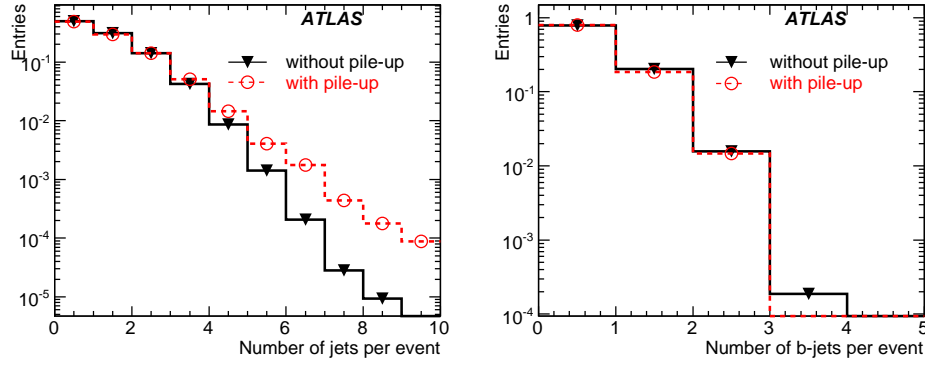 Entries
ATLAS
without pile-up
with pile-up
10^-1
10^-2
10^-3
10^-4
10^-5
0 2 4 6 8 10
Number of jets per event
Entries
ATLAS
without pile-up
with pile-up
1
10^-1
10^-2
10^-3
10^-4
0 1 2 3 4 5
Number of b-jets per event